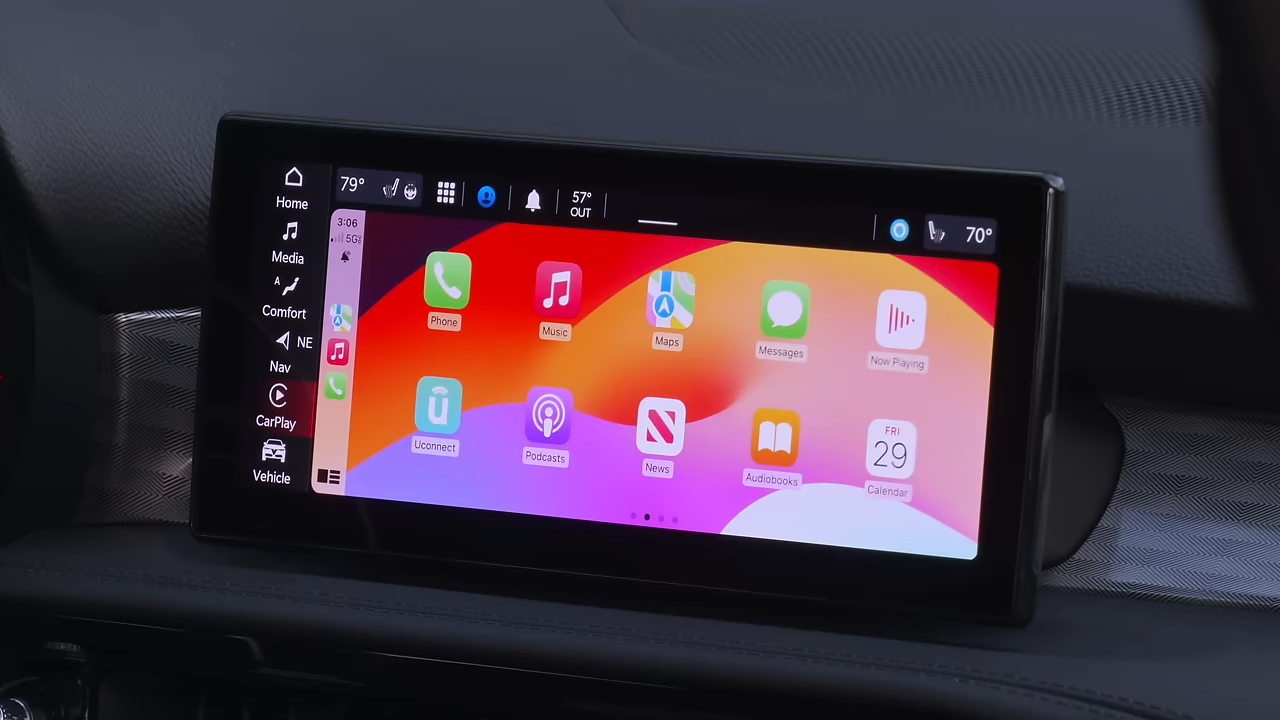 Home
Media
A
Comfort
NE
Nav
CarPlay
Vehicle
79°
57°
OUT
70°
3:06
5G
Phone
Music
Maps
Messages
Now Playing
Uconnect
û
Podcasts
News
Audiobooks
FRI
29
Calendar